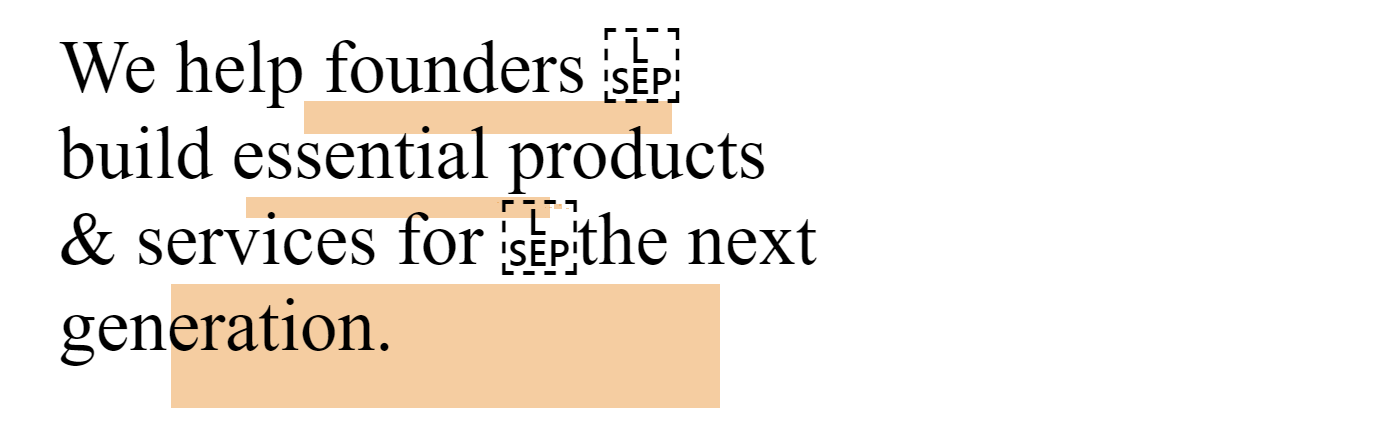 We help founders L SEP
build essential products
& services for L SEP the next
generation.